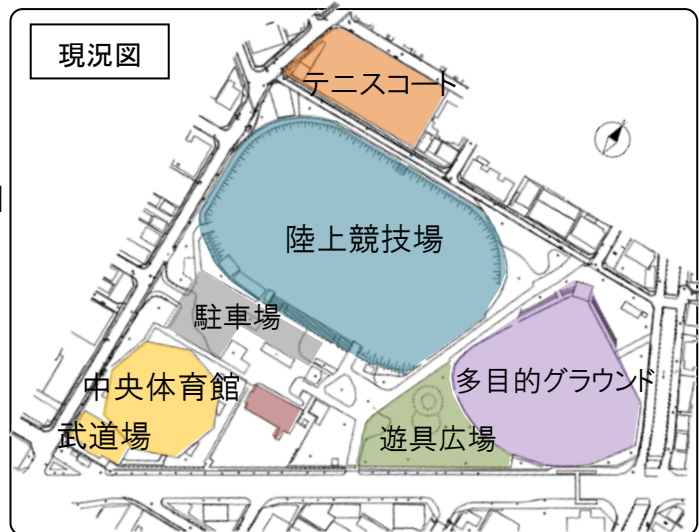 現況図
テニスコート
陸上競技場
駐車場
中央体育館
多目的グラウンド
武道場
遊具広場